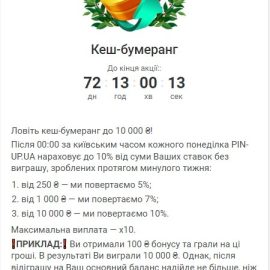 Кеш-бумеранг
До кінця акції::
72 : 13 : 00 : 13
дн год хв сек
Ловіть кеш-бумеранг до 10 000 ₴!
Після 00:00 за київським часом кожного понеділка PIN-
UP.UA нараховує до 10% від суми Ваших ставок без
виграшу, зроблених протягом минулого тижня:
1. від 250 ₴ — ми повертаємо 5%;
2. від 1 000 ₴ — ми повертаємо 7%;
3. від 10 000 ₴ — ми повертаємо 10%.
Максимальна виплата — х10.
ПРИКЛАД: Ви отримали 100 ₴ бонусу та грали на ці
гроші. В результаті Ви виграли 10 000 ₴. Однак, після
відіграшу на Ваш основний баланс надійде не більше, ніж